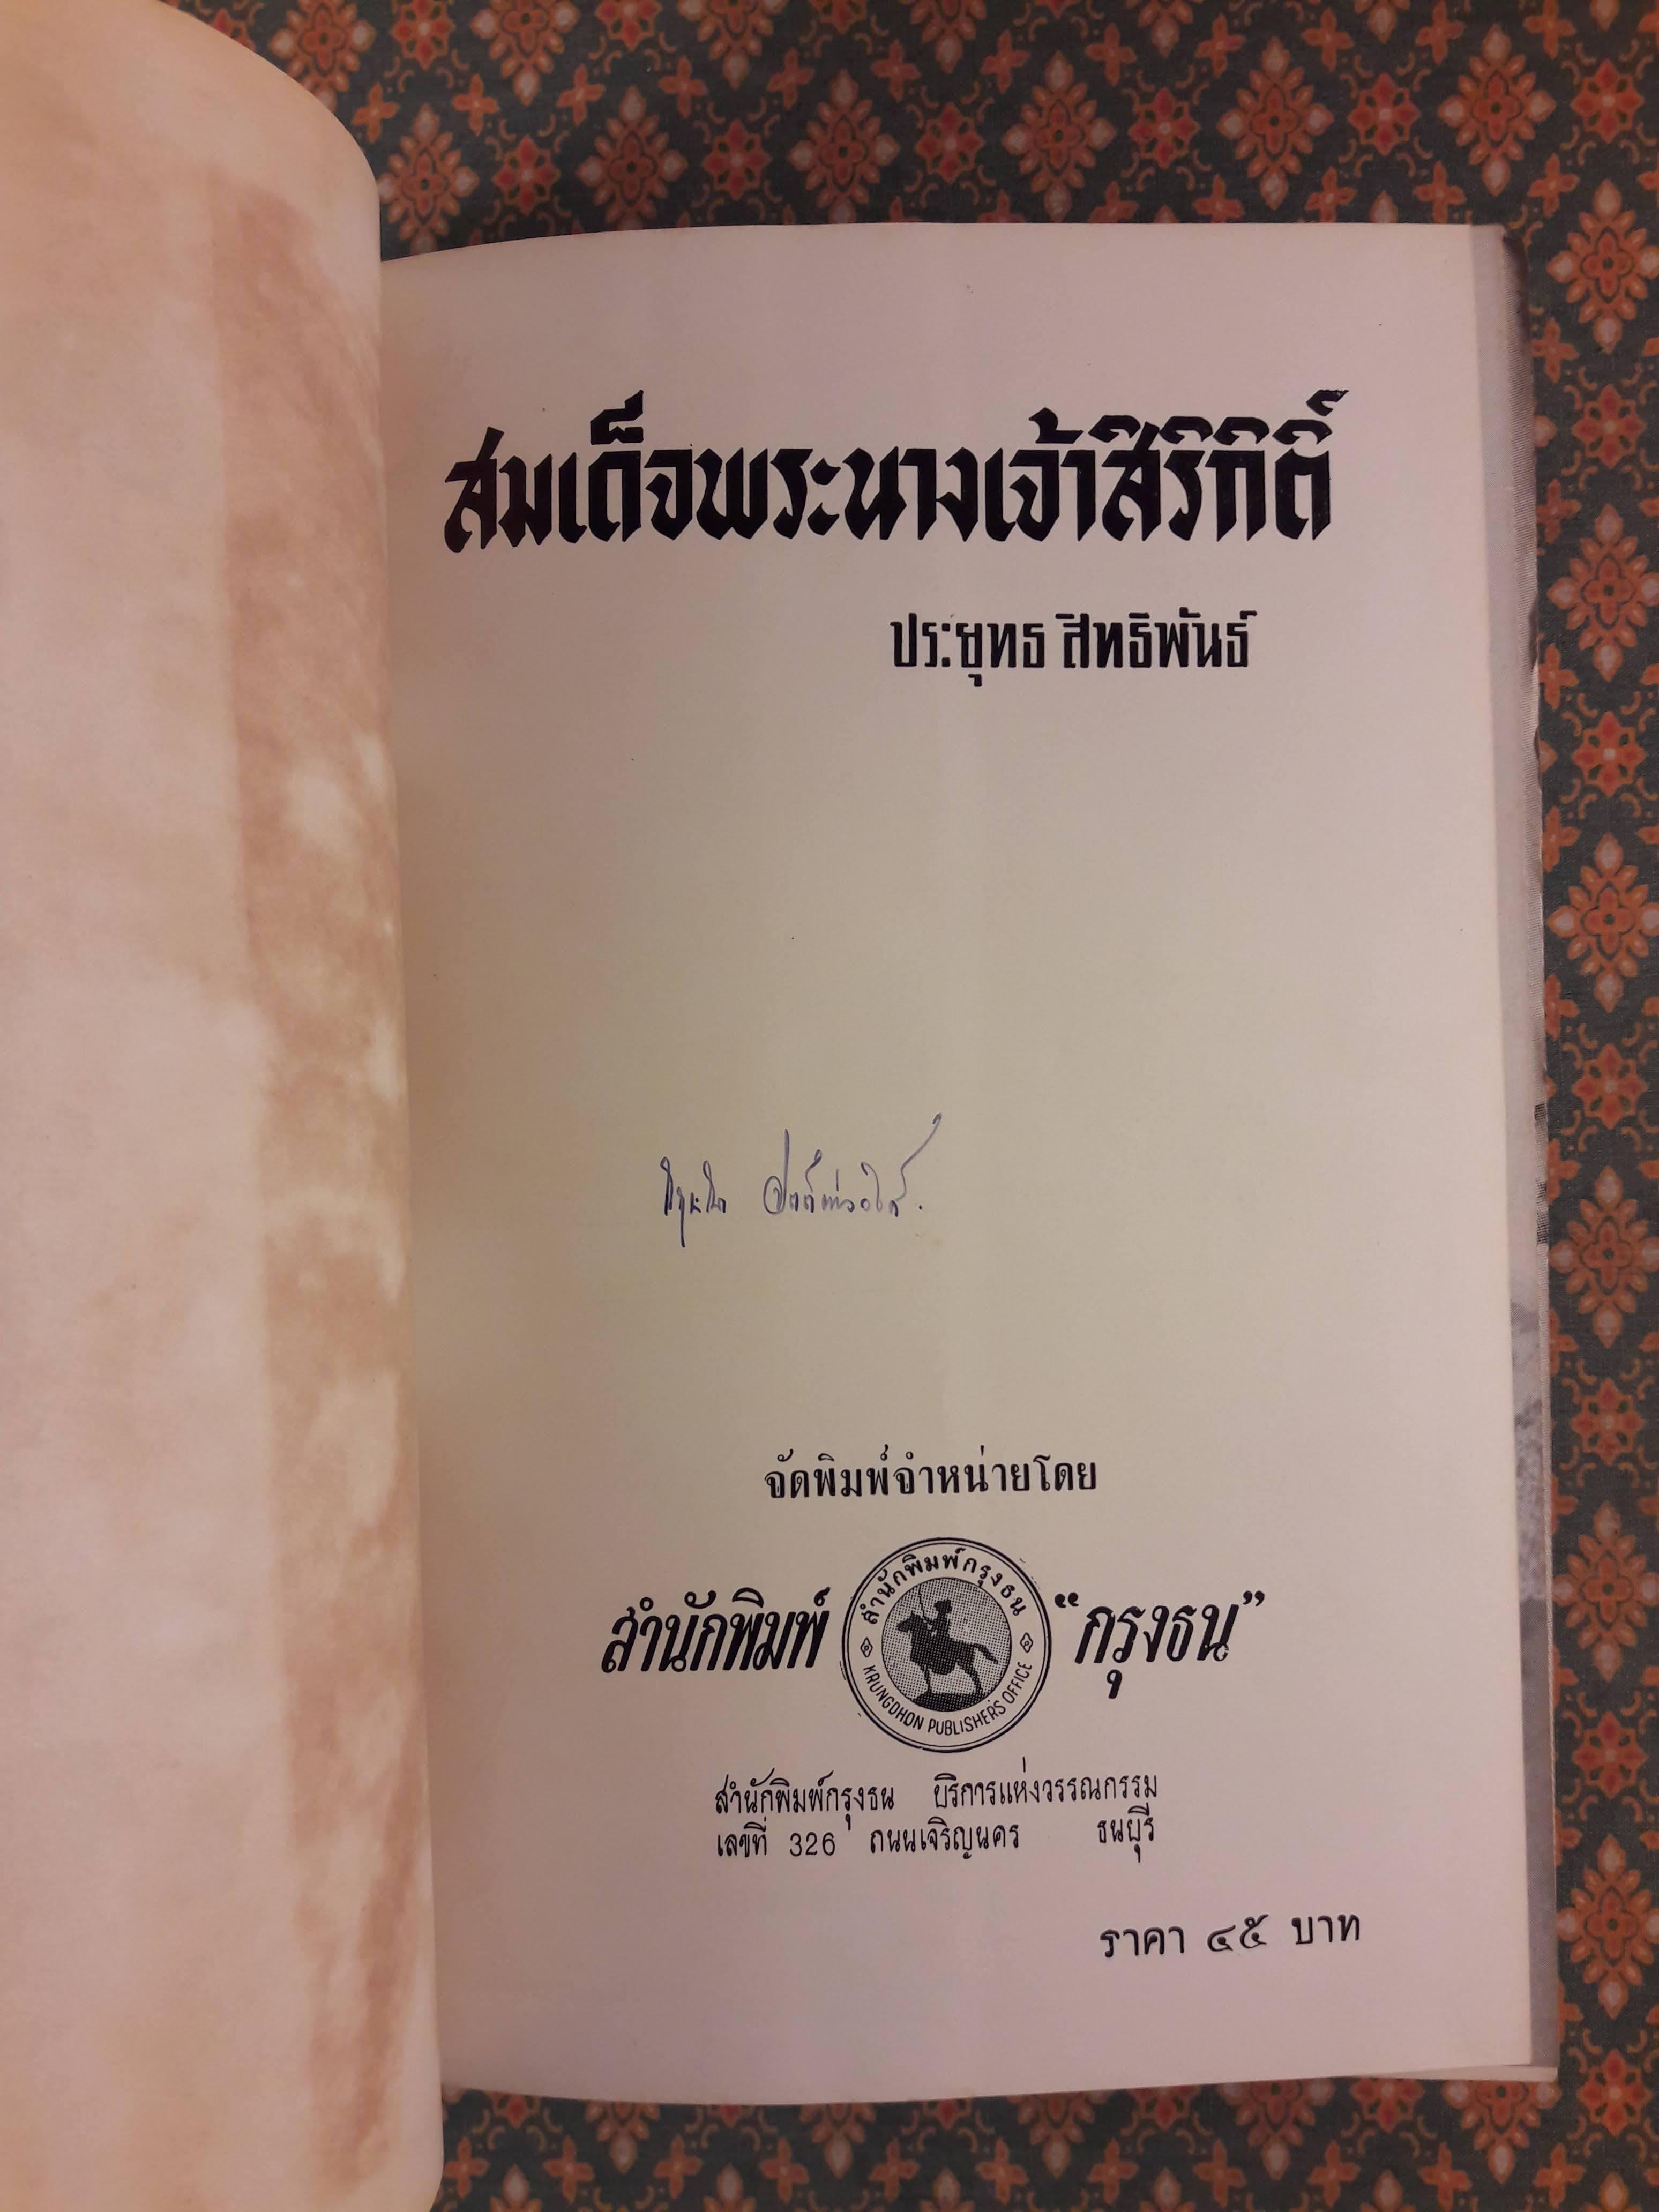 สมเด็จพระนางเจ้าสิริกิติ์
ประยุทธ สิทธิพันธ์
จัดพิมพ์จำหน่ายโดย
สำนักพิมพ์ "กรุงธน"
สำนักพิมพ์กรุงธน
KRUNGDHON PUBLISHER'S OFFICE
สำนักพิมพ์กรุงธน บริการแห่งวรรณกรรม
เลขที่ 326 ถนนเจริญนคร ธนบุรี
ราคา ๔๕ บาท